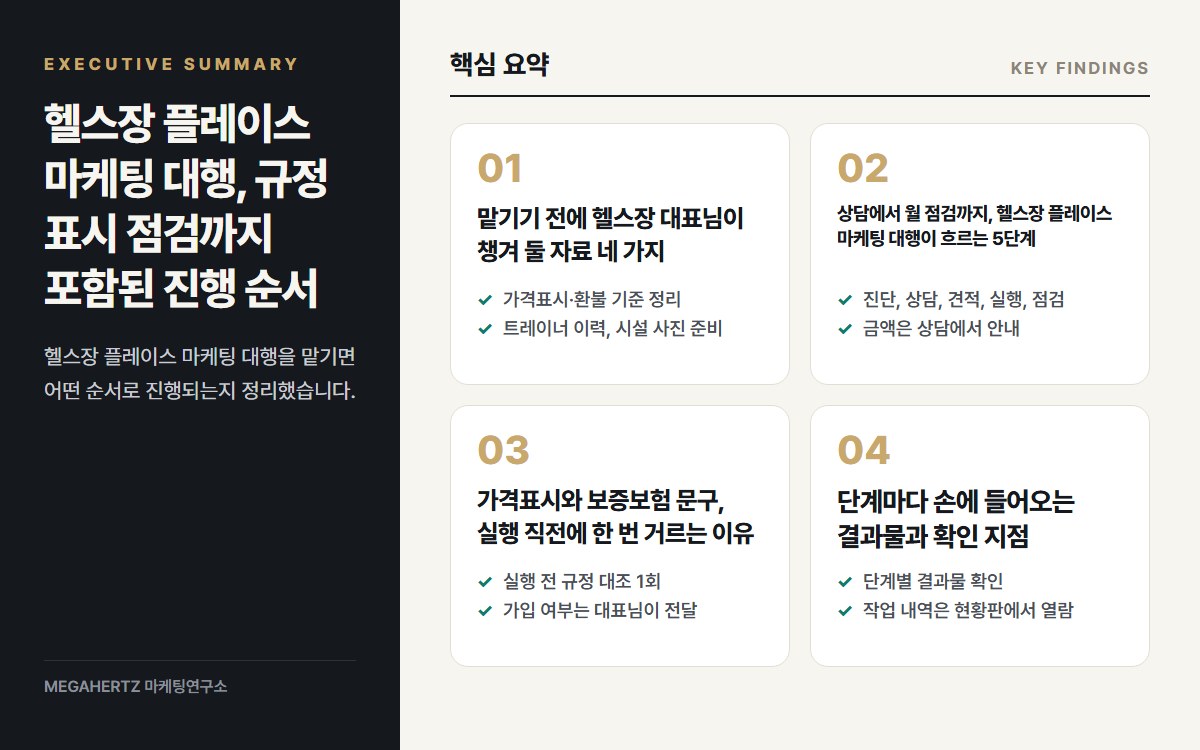 EXECUTIVE SUMMARY
헬스장 플레이스
마케팅 대행, 규정
표시 점검까지
포함된 진행 순서
헬스장 플레이스 마케팅 대행을 맡기면
어떤 순서로 진행되는지 정리했습니다.
MEGAHERTZ 마케팅연구소
핵심 요약
KEY FINDINGS
01
맡기기 전에 헬스장 대표님이
챙겨 둘 자료 네 가지
가격표시·환불 기준 정리
트레이너 이력, 시설 사진 준비
02
상담에서 월 점검까지, 헬스장 플레이스
마케팅 대행이 흐르는 5단계
진단, 상담, 견적, 실행, 점검
금액은 상담에서 안내
03
가격표시와 보증보험 문구,
실행 직전에 한 번 거르는 이유
실행 전 규정 대조 1회
가입 여부는 대표님이 전달
04
단계마다 손에 들어오는
결과물과 확인 지점
단계별 결과물 확인
작업 내역은 현황판에서 열람